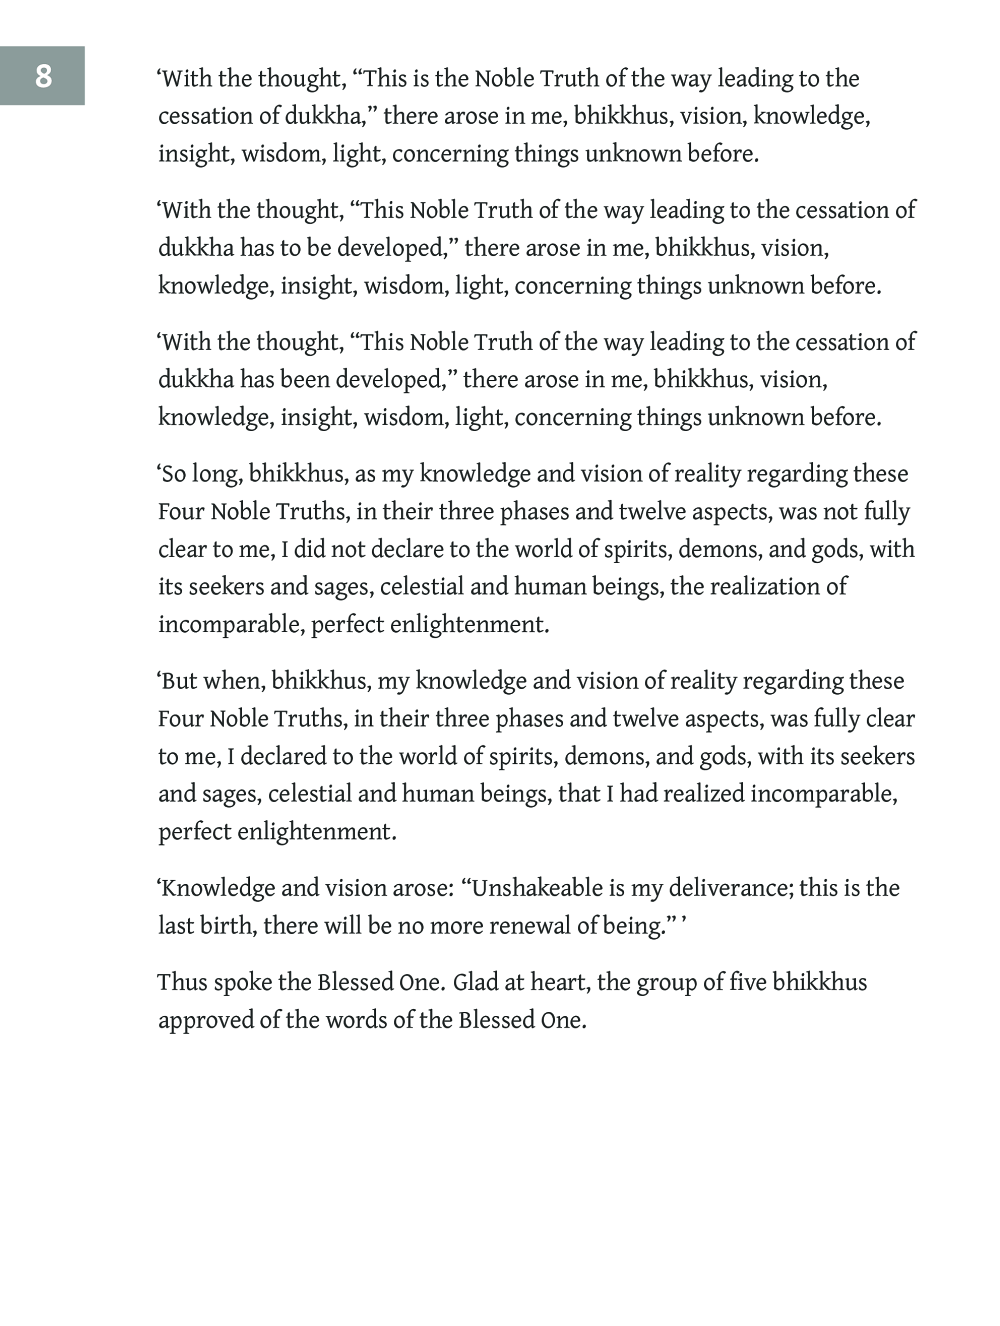 8
‘With the thought, “This is the Noble Truth of the way leading to the
cessation of dukkha,” there arose in me, bhikkhus, vision, knowledge,
insight, wisdom, light, concerning things unknown before.
‘With the thought, “This Noble Truth of the way leading to the cessation of
dukkha has to be developed,” there arose in me, bhikkhus, vision,
knowledge, insight, wisdom, light, concerning things unknown before.
‘With the thought, “This Noble Truth of the way leading to the cessation of
dukkha has been developed,” there arose in me, bhikkhus, vision,
knowledge, insight, wisdom, light, concerning things unknown before.
‘So long, bhikkhus, as my knowledge and vision of reality regarding these
Four Noble Truths, in their three phases and twelve aspects, was not fully
clear to me, I did not declare to the world of spirits, demons, and gods, with
its seekers and sages, celestial and human beings, the realization of
incomparable, perfect enlightenment.
‘But when, bhikkhus, my knowledge and vision of reality regarding these
Four Noble Truths, in their three phases and twelve aspects, was fully clear
to me, I declared to the world of spirits, demons, and gods, with its seekers
and sages, celestial and human beings, that I had realized incomparable,
perfect enlightenment.
‘Knowledge and vision arose: “Unshakeable is my deliverance; this is the
last birth, there will be no more renewal of being.” ’
Thus spoke the Blessed One. Glad at heart, the group of five bhikkhus
approved of the words of the Blessed One.